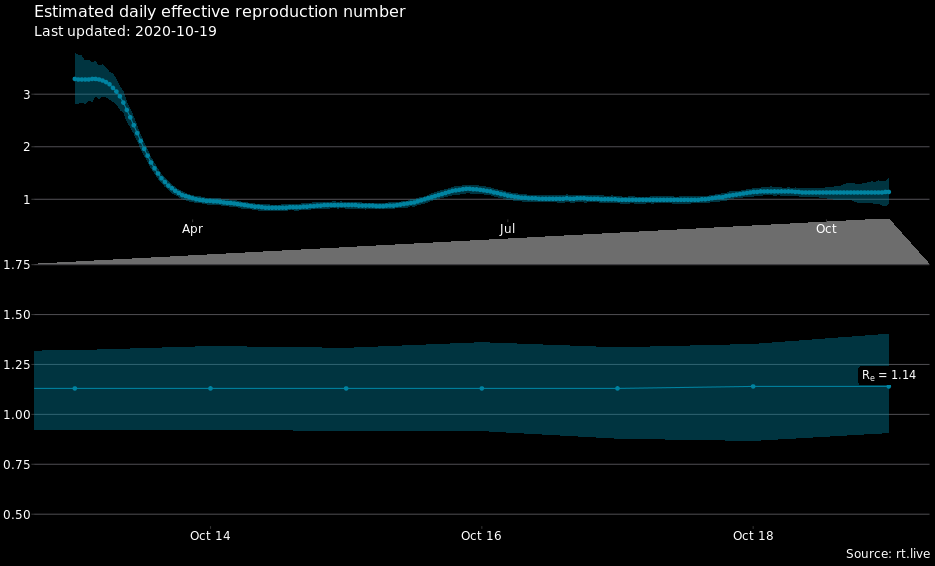 Estimated daily effective reproduction number
Last updated: 2020-10-19
3
2
1
Apr Jul Oct
1.75
1.50
1.25
Re = 1.14
1.00
0.75
0.50
Oct 14 Oct 16 Oct 18
Source: rt.live